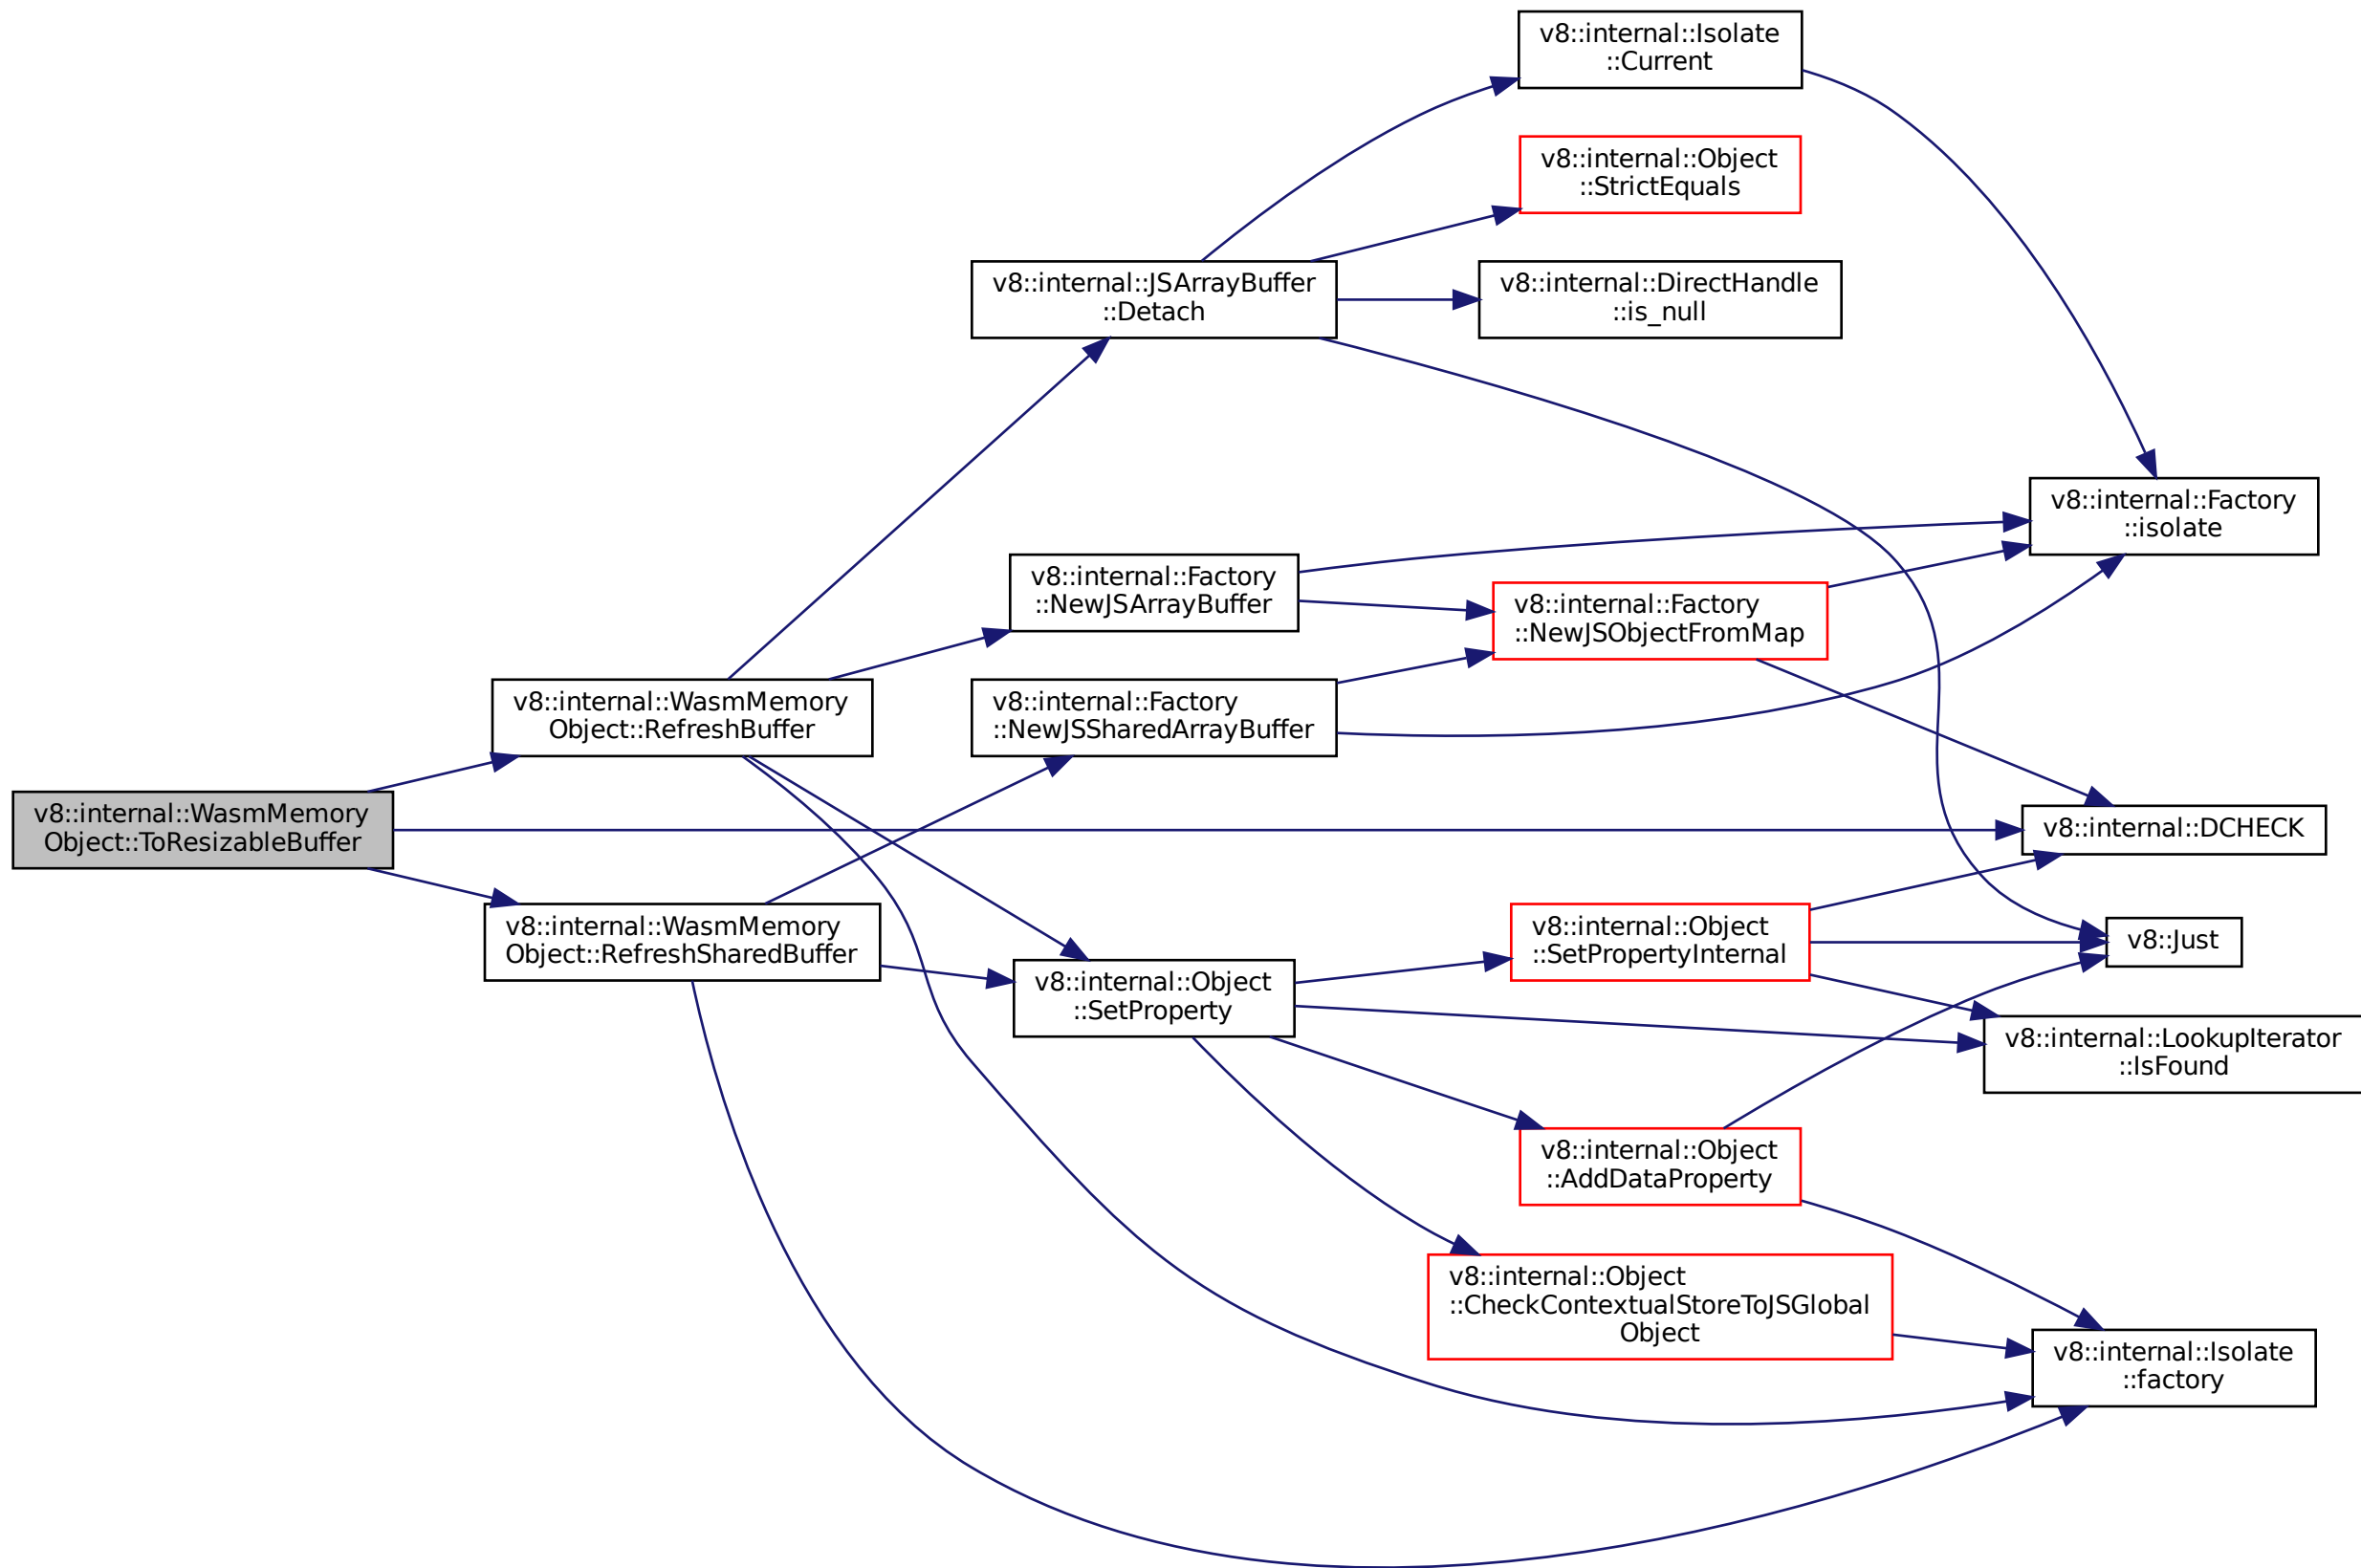 v8::internal::Isolate
::Current
v8::internal::Object
::StrictEquals
v8::internal::JSArrayBuffer
::Detach
v8::internal::DirectHandle
::is_null
v8::internal::Factory
::isolate
v8::internal::Factory
::NewJSArrayBuffer
v8::internal::Factory
::NewJSObjectFromMap
v8::internal::WasmMemory
Object::RefreshBuffer
v8::internal::Factory
::NewJSSharedArrayBuffer
v8::internal::WasmMemory
Object::ToResizableBuffer
v8::internal::DCHECK
v8::internal::WasmMemory
Object::RefreshSharedBuffer
v8::internal::Object
::SetPropertyInternal
v8::Just
v8::internal::Object
::SetProperty
v8::internal::LookupIterator
::IsFound
v8::internal::Object
::AddDataProperty
v8::internal::Object
::CheckContextualStoreToJSGlobal
Object
v8::internal::Isolate
::factory